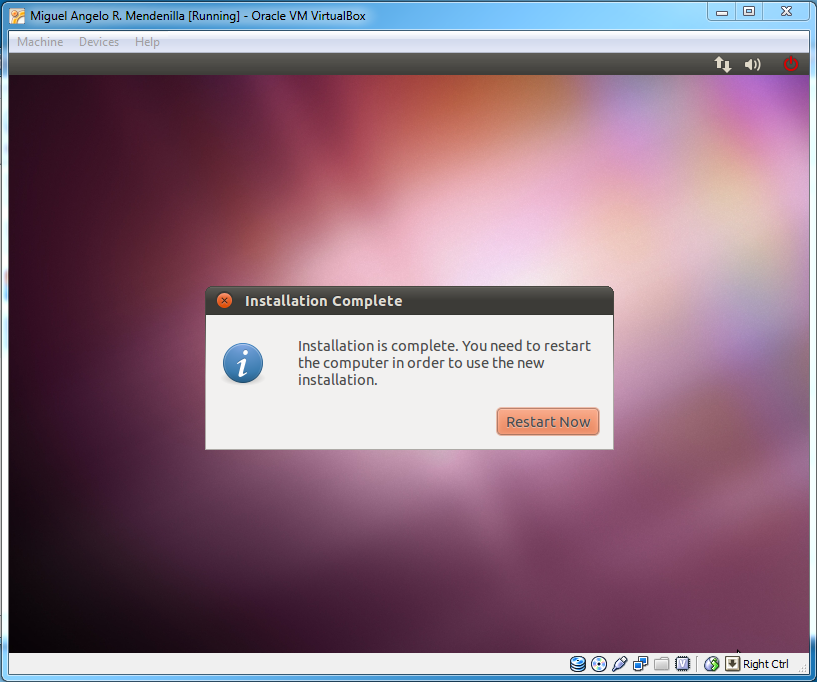 Miguel Angelo R. Mendenilla [Running] - Oracle VM VirtualBox
Machine Devices Help
Installation Complete
Installation is complete. You need to restart
the computer in order to use the new
installation.
Restart Now
Right Ctrl